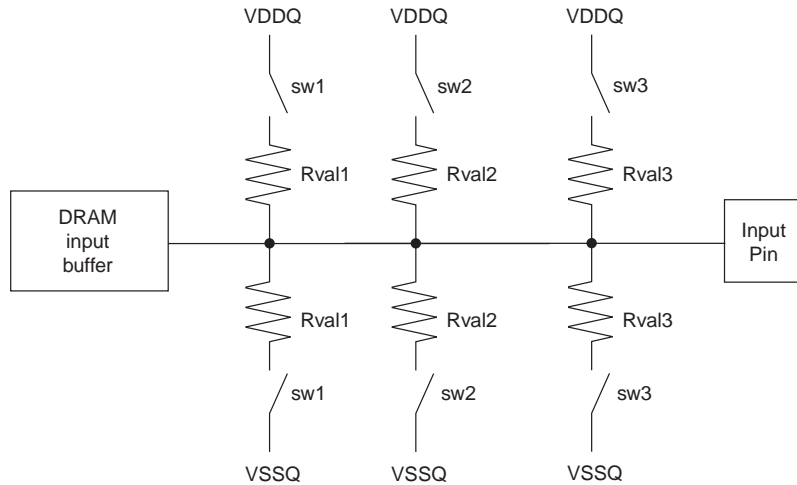 VDDQ VDDQ VDDQ
sw1 sw2 sw3
Rval1 Rval2 Rval3
DRAM
input
buffer
Input
Pin
Rval1 Rval2 Rval3
sw1 sw2 sw3
VSSQ VSSQ VSSQ